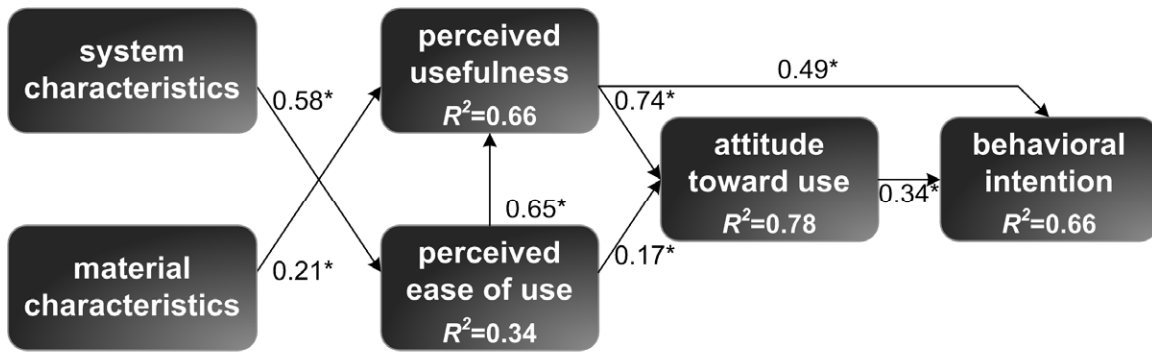 system
characteristics
perceived
usefulness
R²=0.66
0.49*
0.58*
0.74*
attitude
toward use
R²=0.78
behavioral
intention
R²=0.66
0.34*
0.65*
material
characteristics
0.21*
perceived
ease of use
R²=0.34
0.17*